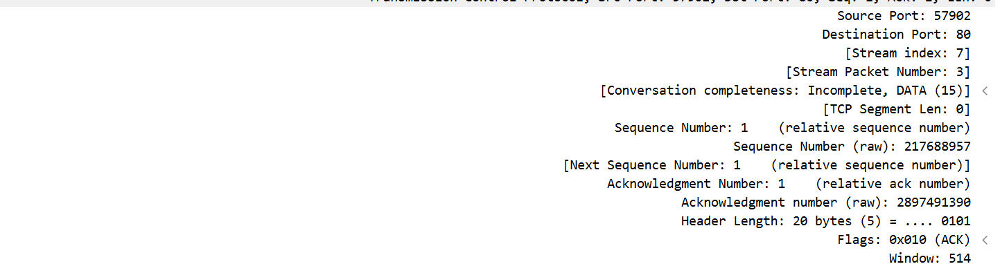 Source Port: 57902
Destination Port: 80
[Stream index: 7]
[Stream Packet Number: 3]
[Conversation completeness: Incomplete, DATA (15)]
[TCP Segment Len: 0]
Sequence Number: 1    (relative sequence number)
Sequence Number (raw): 217688957
[Next Sequence Number: 1    (relative sequence number)]
Acknowledgment Number: 1    (relative ack number)
Acknowledgment number (raw): 2897491390
Header Length: 20 bytes (5) = .... 0101
Flags: 0x010 (ACK)
Window: 514